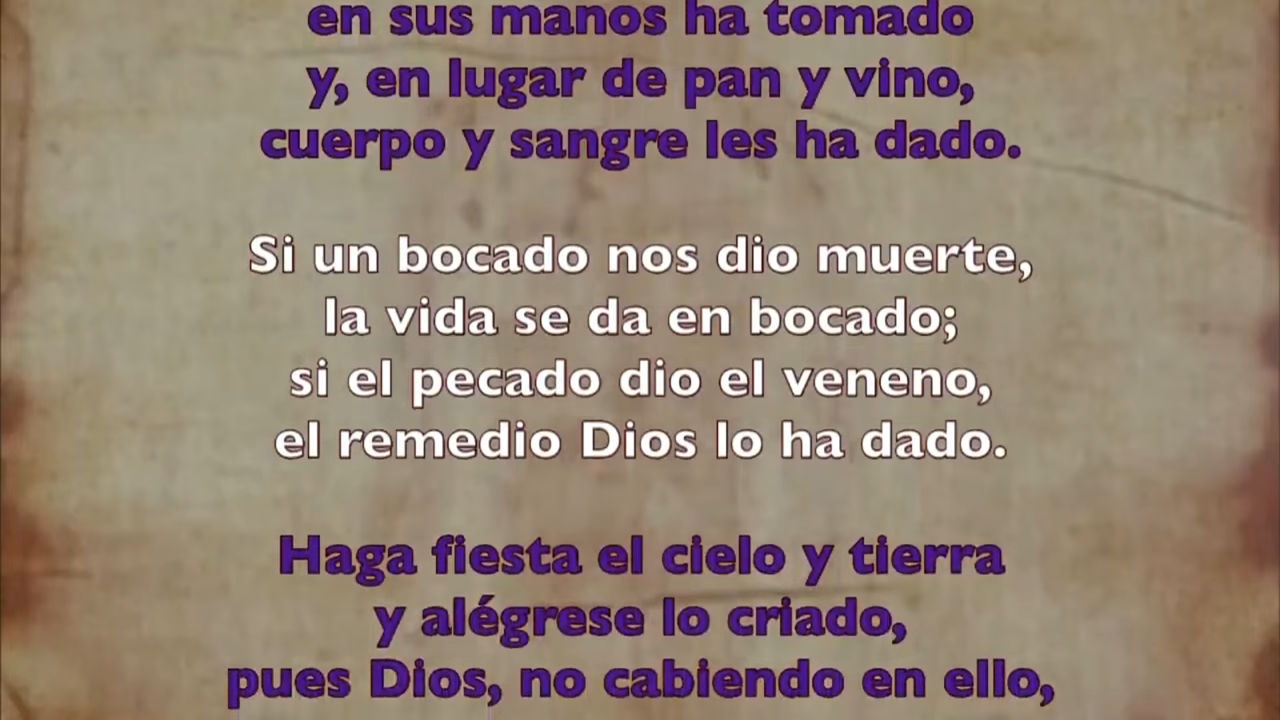 en sus manos ha tomado
y, en lugar de pan y vino,
cuerpo y sangre les ha dado.
Si un bocado nos dio muerte,
la vida se da en bocado;
si el pecado dio el veneno,
el remedio Dios lo ha dado.
Haga fiesta el cielo y tierra
y alégrese lo criado,
pues Dios, no cabiendo en ello,